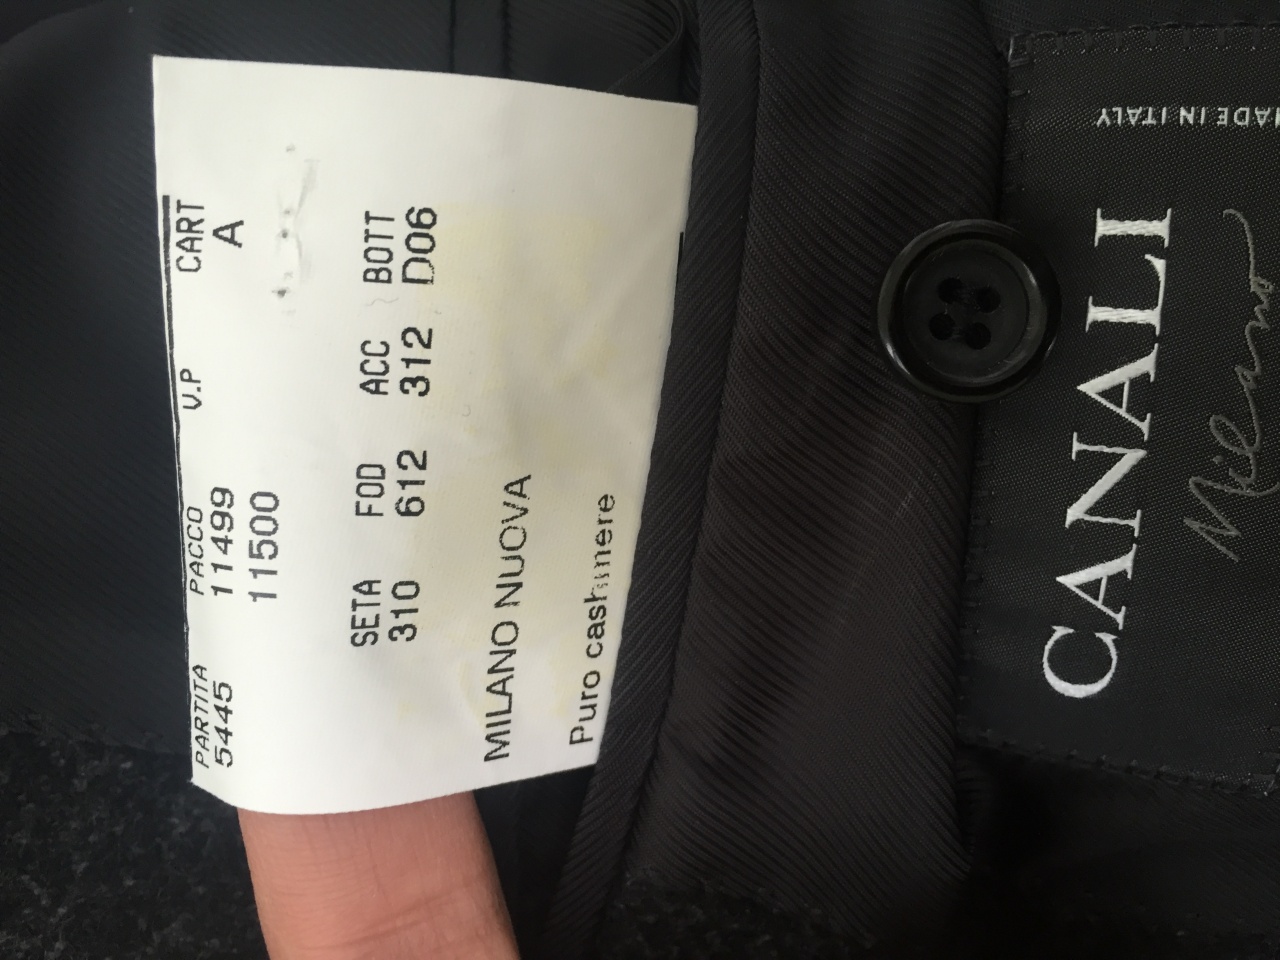 PARTITA PACCO V.P CART
5445 11499 A
11500
SETA FOD ACC BOTT
310 612 312 D06
MILANO NUOVA
Puro cashmere
CANALI
Milano
MADE IN ITALY